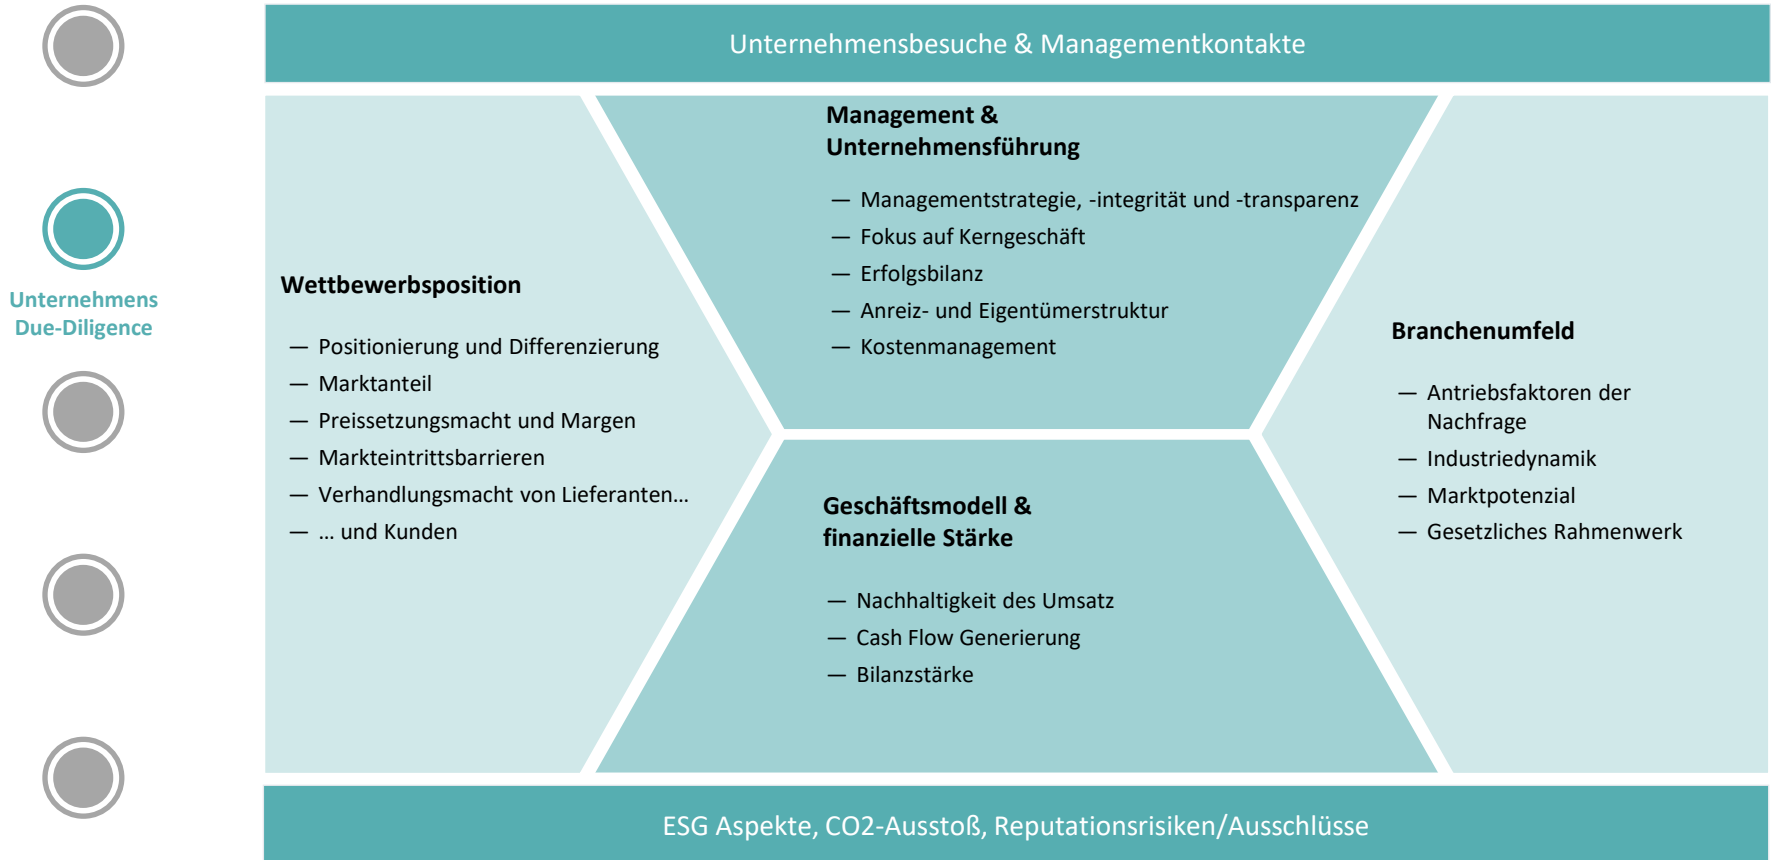 Unternehmensbesuche & Managementkontakte
Unternehmens
Due-Diligence
Wettbewerbsposition
— Positionierung und Differenzierung
— Marktanteil
— Preissetzungsmacht und Margen
— Markteintrittsbarrieren
— Verhandlungsmacht von Lieferanten...
— ... und Kunden
Management &
Unternehmensführung
— Managementstrategie, -integrität und -transparenz
— Fokus auf Kerngeschäft
— Erfolgsbilanz
— Anreiz- und Eigentümerstruktur
— Kostenmanagement
Geschäftsmodell &
finanzielle Stärke
— Nachhaltigkeit des Umsatz
— Cash Flow Generierung
— Bilanzstärke
Branchenumfeld
— Antriebsfaktoren der
Nachfrage
— Industriedynamik
— Marktpotenzial
— Gesetzliches Rahmenwerk
ESG Aspekte, CO2-Ausstoß, Reputationsrisiken/Ausschlüsse